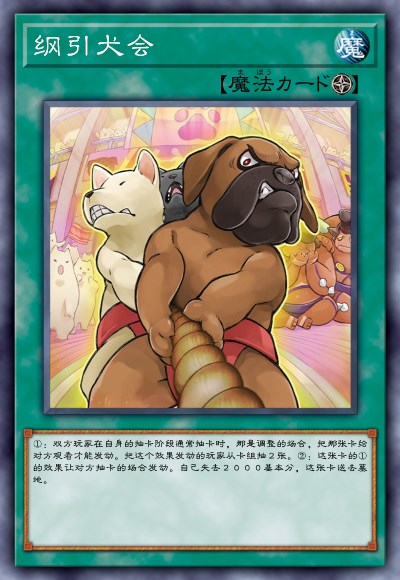 纲引犬会
魔
まほう
【魔法カード】
①：双方玩家在自身的抽卡阶段通常抽卡时，那是调整的场合，把那张卡给
对方观看才能发动。把这个效果发动的玩家从卡组抽2张。②：这张卡的①
的效果让对方抽卡的场合发动。自己失去2000基本分，这张卡送去墓
地。